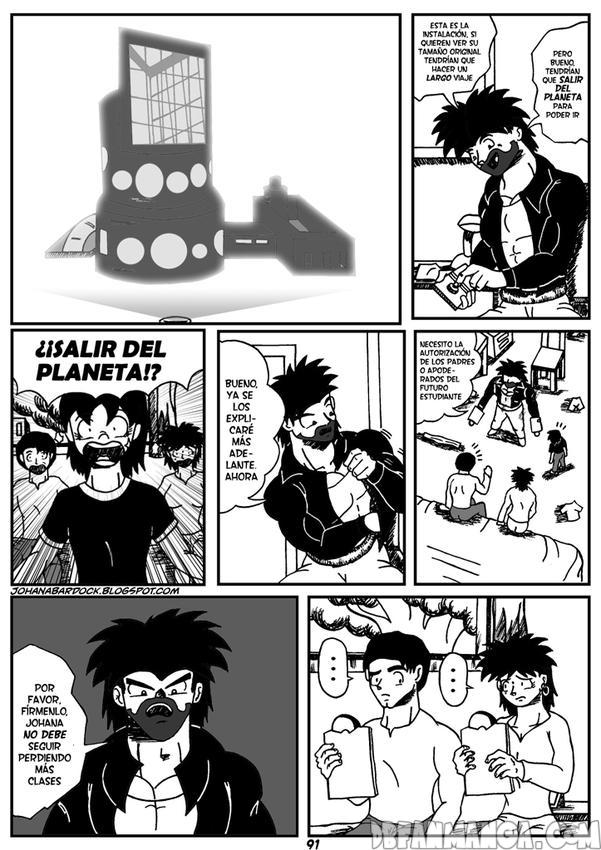 ESTA ES LA
INSTALACIÓN, SI
QUIEREN VER SU
TAMAÑO ORIGINAL
TENDRÍAN QUE
HACER UN
LARGO VIAJE
PERO
BUENO,
TENDRÍAN
QUE SALIR
DEL
PLANETA
PARA
PODER IR
¿¡SALIR DEL
PLANETA!?
BUENO,
YA SE
LOS
EXPLI-
CARÉ
MÁS
ADE-
LANTE.
AHORA
NECESITO LA
AUTORIZACIÓN
DE LOS PADRES
O APODE-
RADOS DEL
FUTURO
ESTUDIANTE
JOHANABARDOCK.BLOGSPOT.COM
POR
FAVOR,
FÍRMENLO,
JOHANA
NO DEBE
SEGUIR
PERDIENDO
MÁS
CLASES
...
...
91
DBFANMANGA.COM